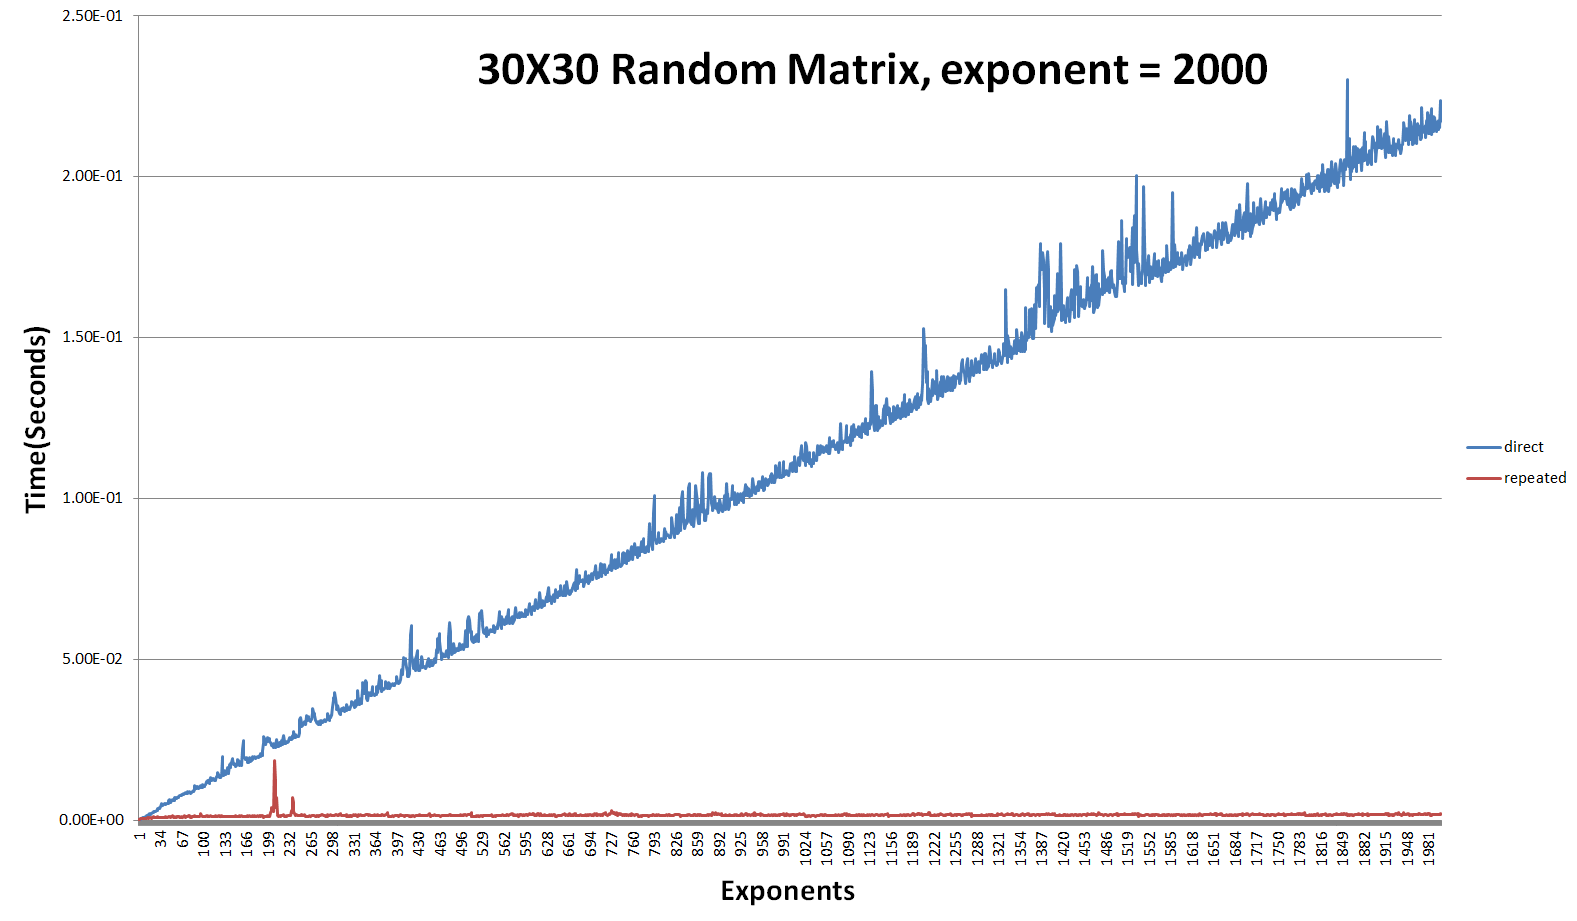 30X30 Random Matrix, exponent = 2000
Time(Seconds)
2.50E-01
2.00E-01
1.50E-01
1.00E-01
5.00E-02
0.00E+00
direct
repeated
1 34 67 100 133 166 199 232 265 298 331 364 397 430 463 496 529 562 595 628 661 694 727 760 793 826 859 892 925 958 991 1024 1057 1090 1123 1156 1189 1222 1255 1288 1321 1354 1387 1420 1453 1486 1519 1552 1585 1618 1651 1684 1717 1750 1783 1816 1849 1882 1915 1948 1981
Exponents